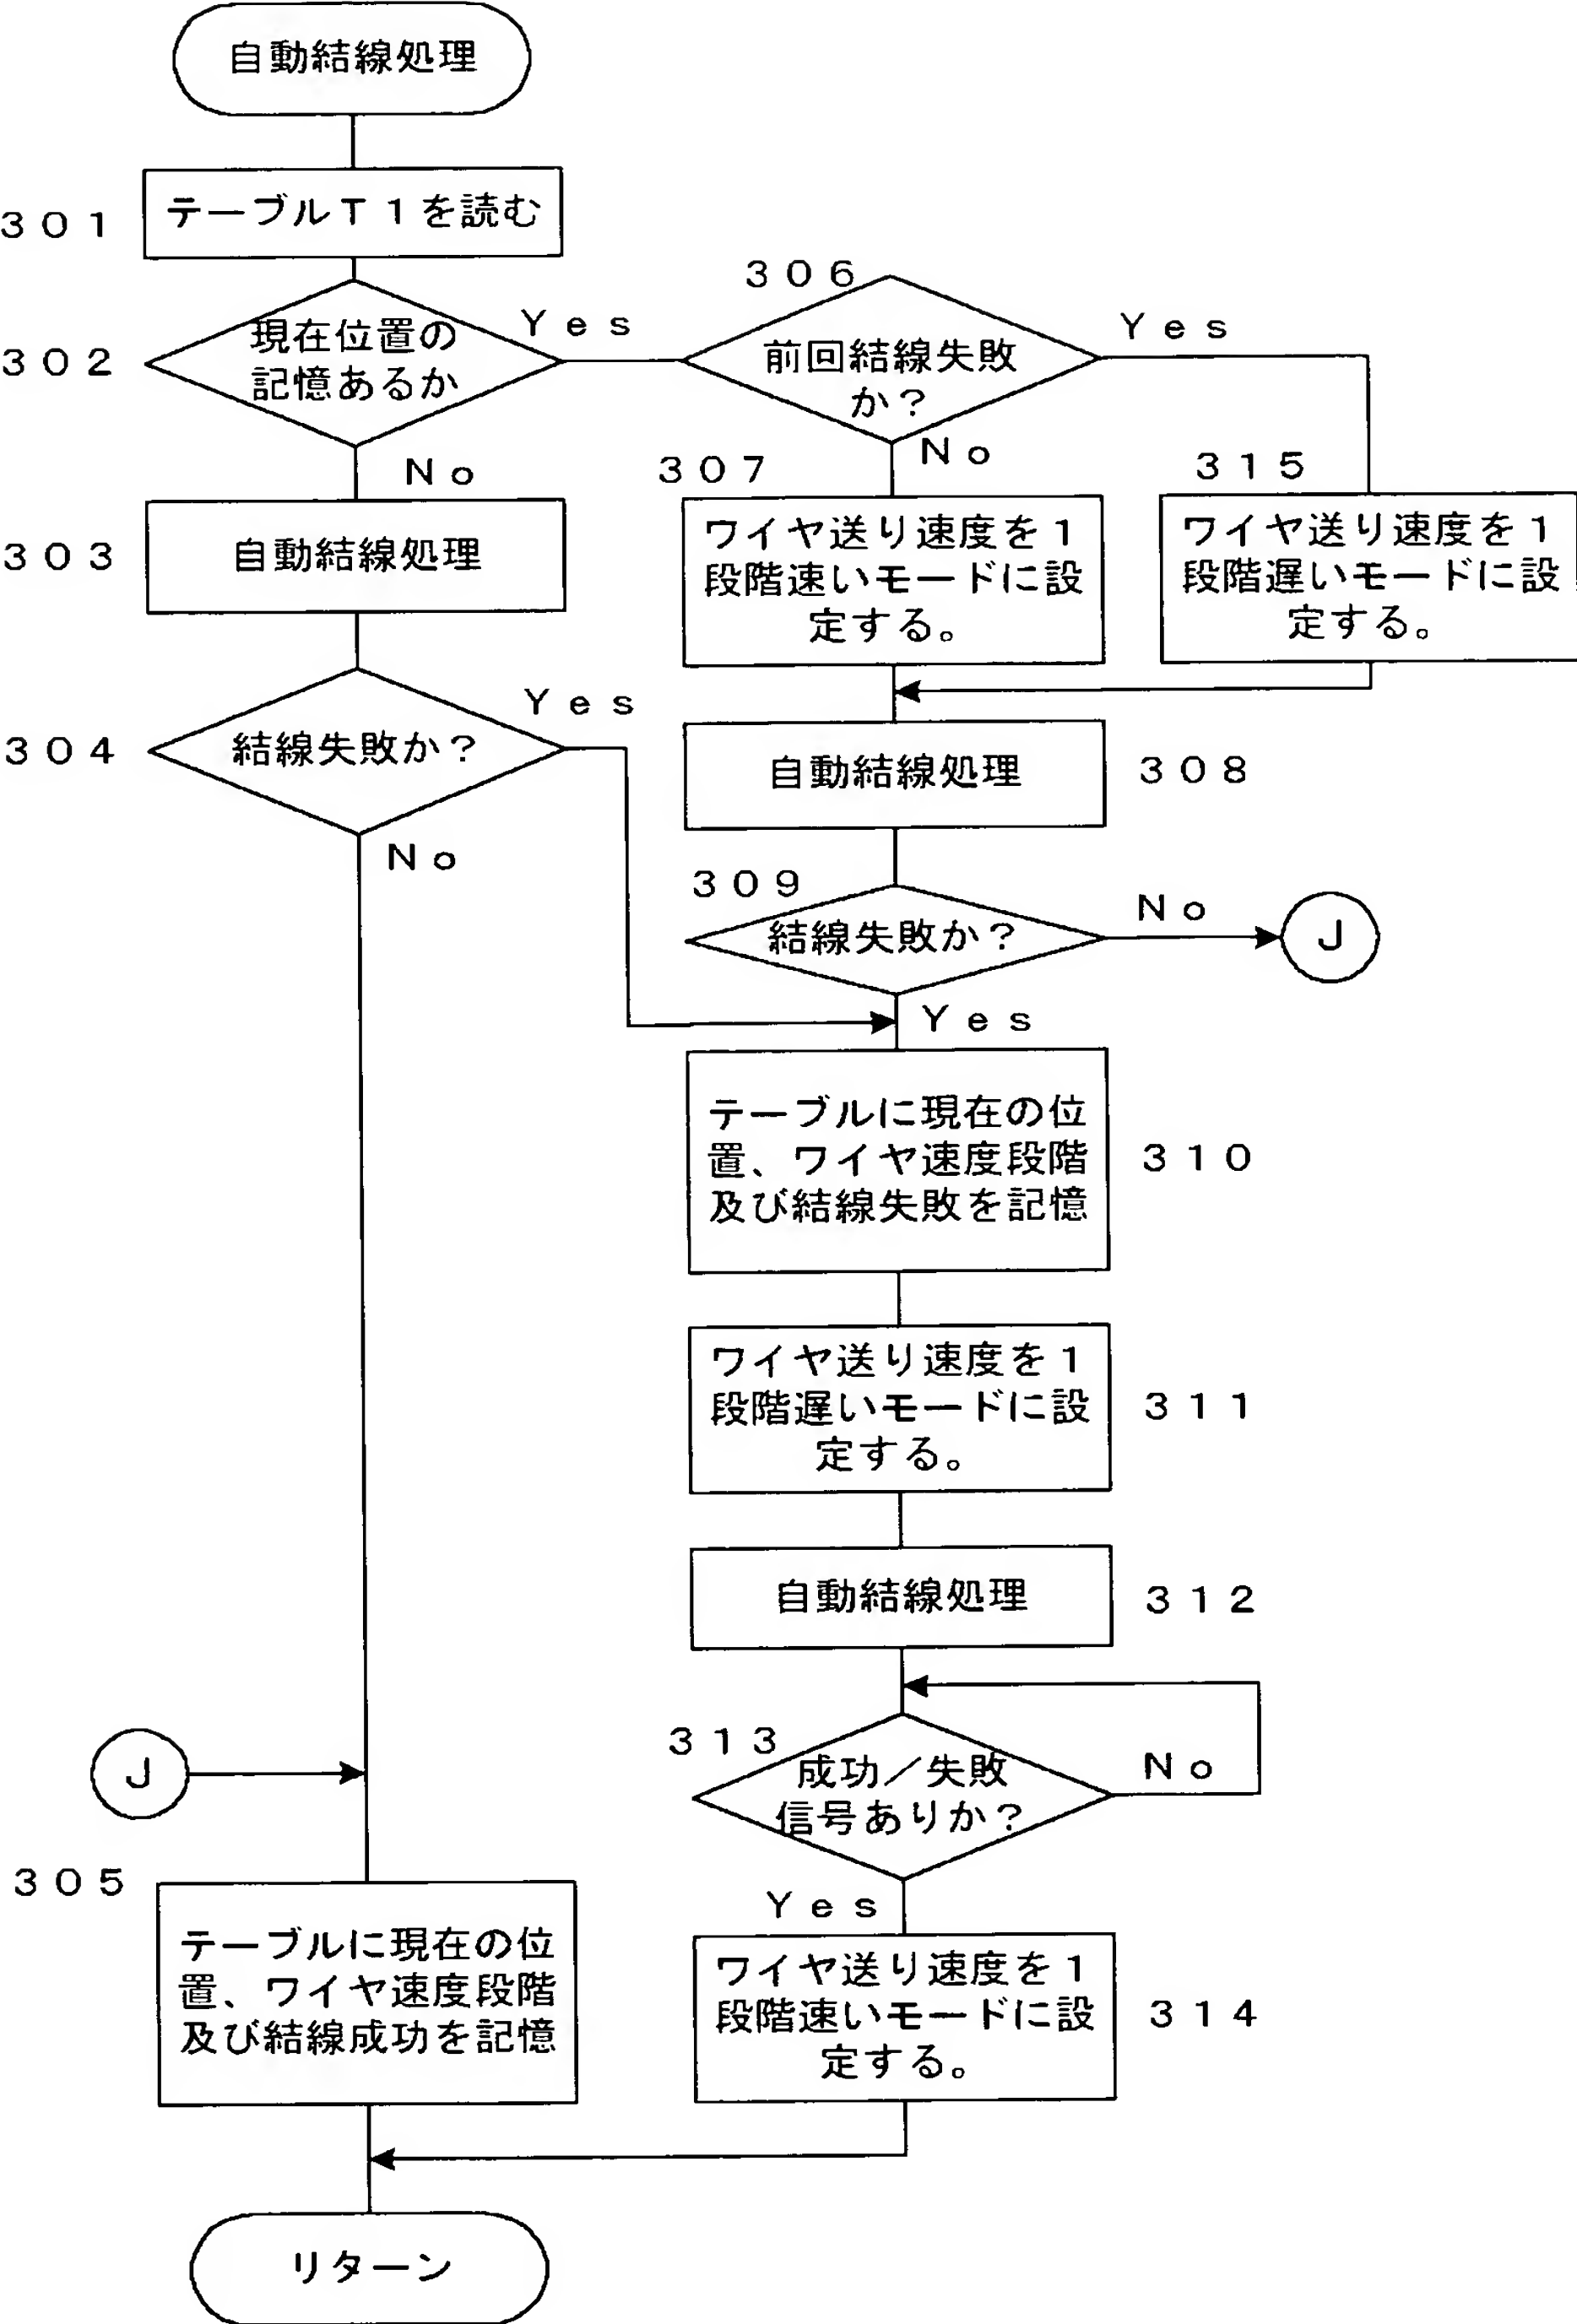 自動結線処理
301
テーブルT1を読む
302
現在位置の
記憶あるか
Yes
No
306
前回結線失敗
か？
Yes
No
303
自動結線処理
307
ワイヤ送り速度を1
段階速いモードに設
定する。
315
ワイヤ送り速度を1
段階遅いモードに設
定する。
304
結線失敗か？
Yes
No
自動結線処理
308
309
結線失敗か？
No
J
Yes
テーブルに現在の位
置、ワイヤ速度段階
及び結線失敗を記憶
310
ワイヤ送り速度を1
段階遅いモードに設
定する。
311
自動結線処理
312
313
成功／失敗
信号ありか？
No
Yes
J
305
テーブルに現在の位
置、ワイヤ速度段階
及び結線成功を記憶
ワイヤ送り速度を1
段階速いモードに設
定する。
314
リターン